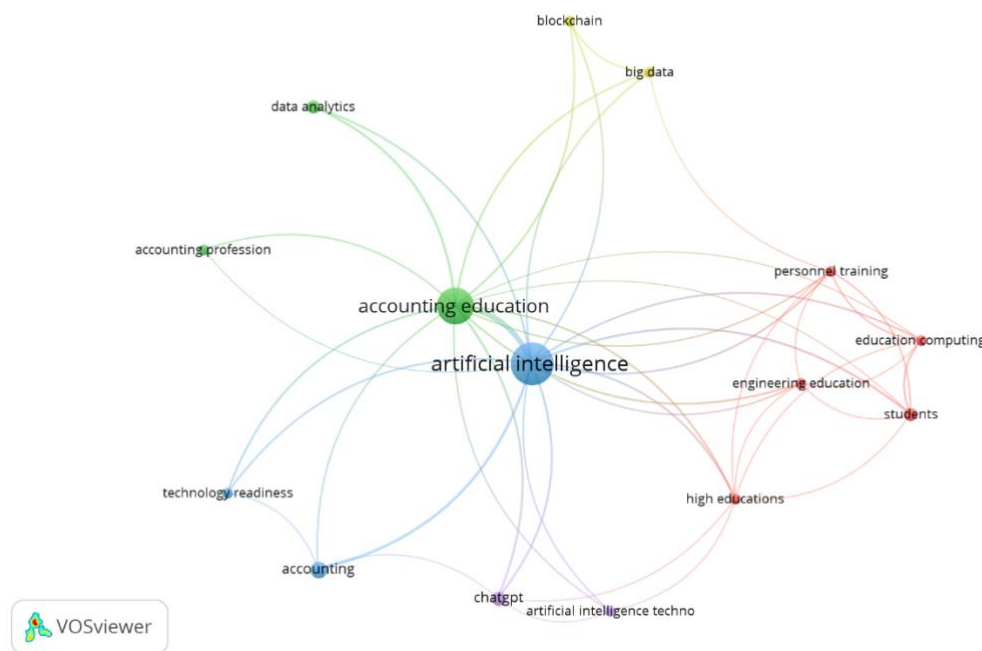 blockchain
big data
data analytics
accounting profession
personnel training
accounting education
education computing
artificial intelligence
engineering education
students
technology readiness
high educations
accounting
chatgpt
artificial intelligence techno
VOSviewer